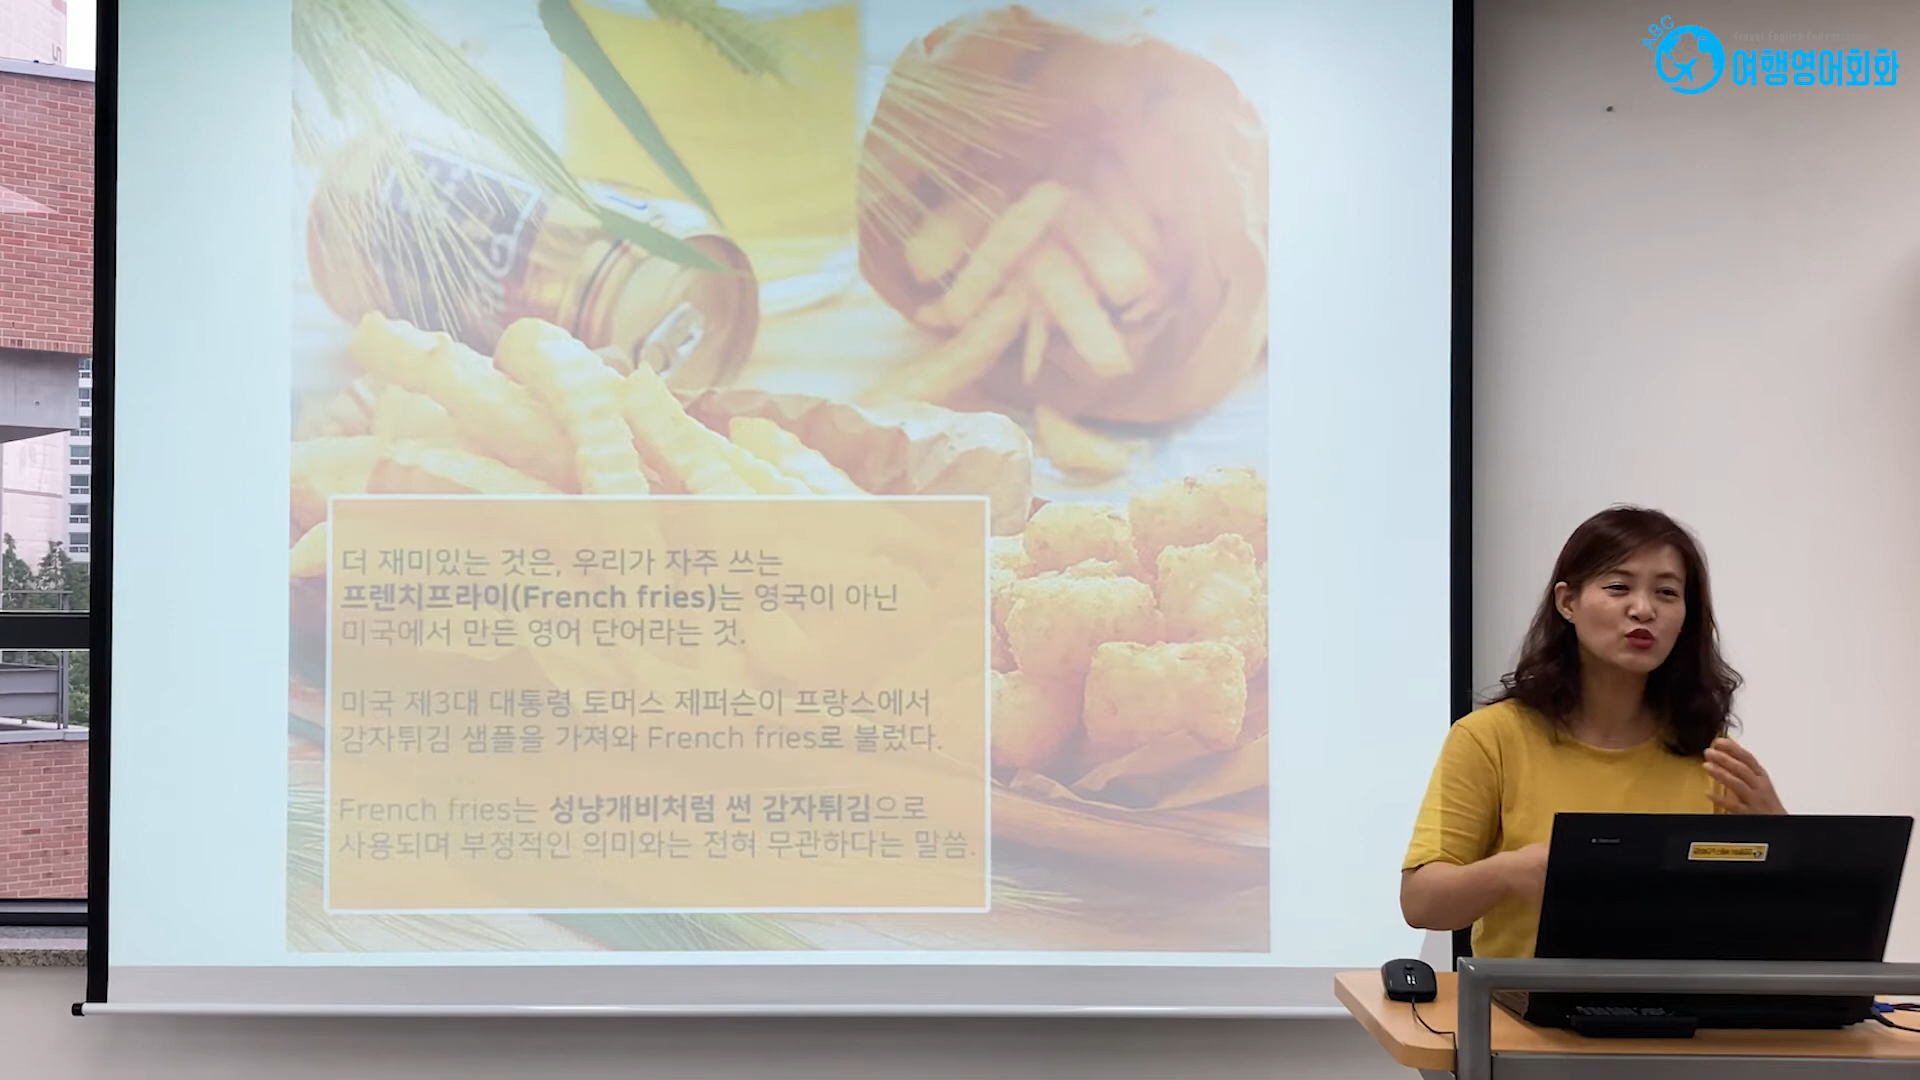 ABC
여행영어회화
더 재미있는 것은, 우리가 자주 쓰는
프렌치프라이(French fries)는 영국이 아닌
미국에서 만든 영어 단어라는 것.
미국 제3대 대통령 토머스 제퍼슨이 프랑스에서
감자튀김 샘플을 가져와 French fries로 불렀다.
French fries는 성냥개비처럼 썬 감자튀김으로
사용되며 부정적인 의미와는 전혀 무관하다는 말씀.